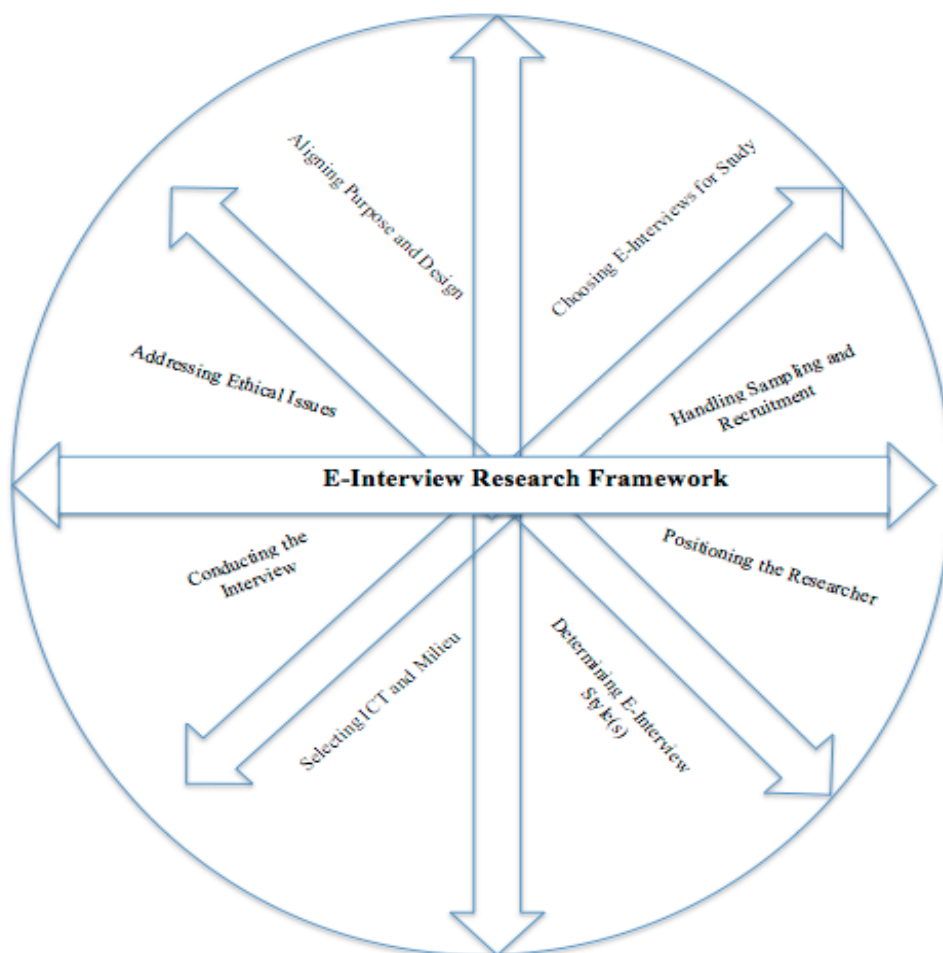 Aligning Purpose and Design
Choosing E-Interviews for Study
Addressing Ethical Issues
Handling Sampling and
Recruitment
E-Interview Research Framework
Conducting the
Interview
Positioning the Researcher
Selecting ICT and Milieu
Determining E-Interview
Style(s)